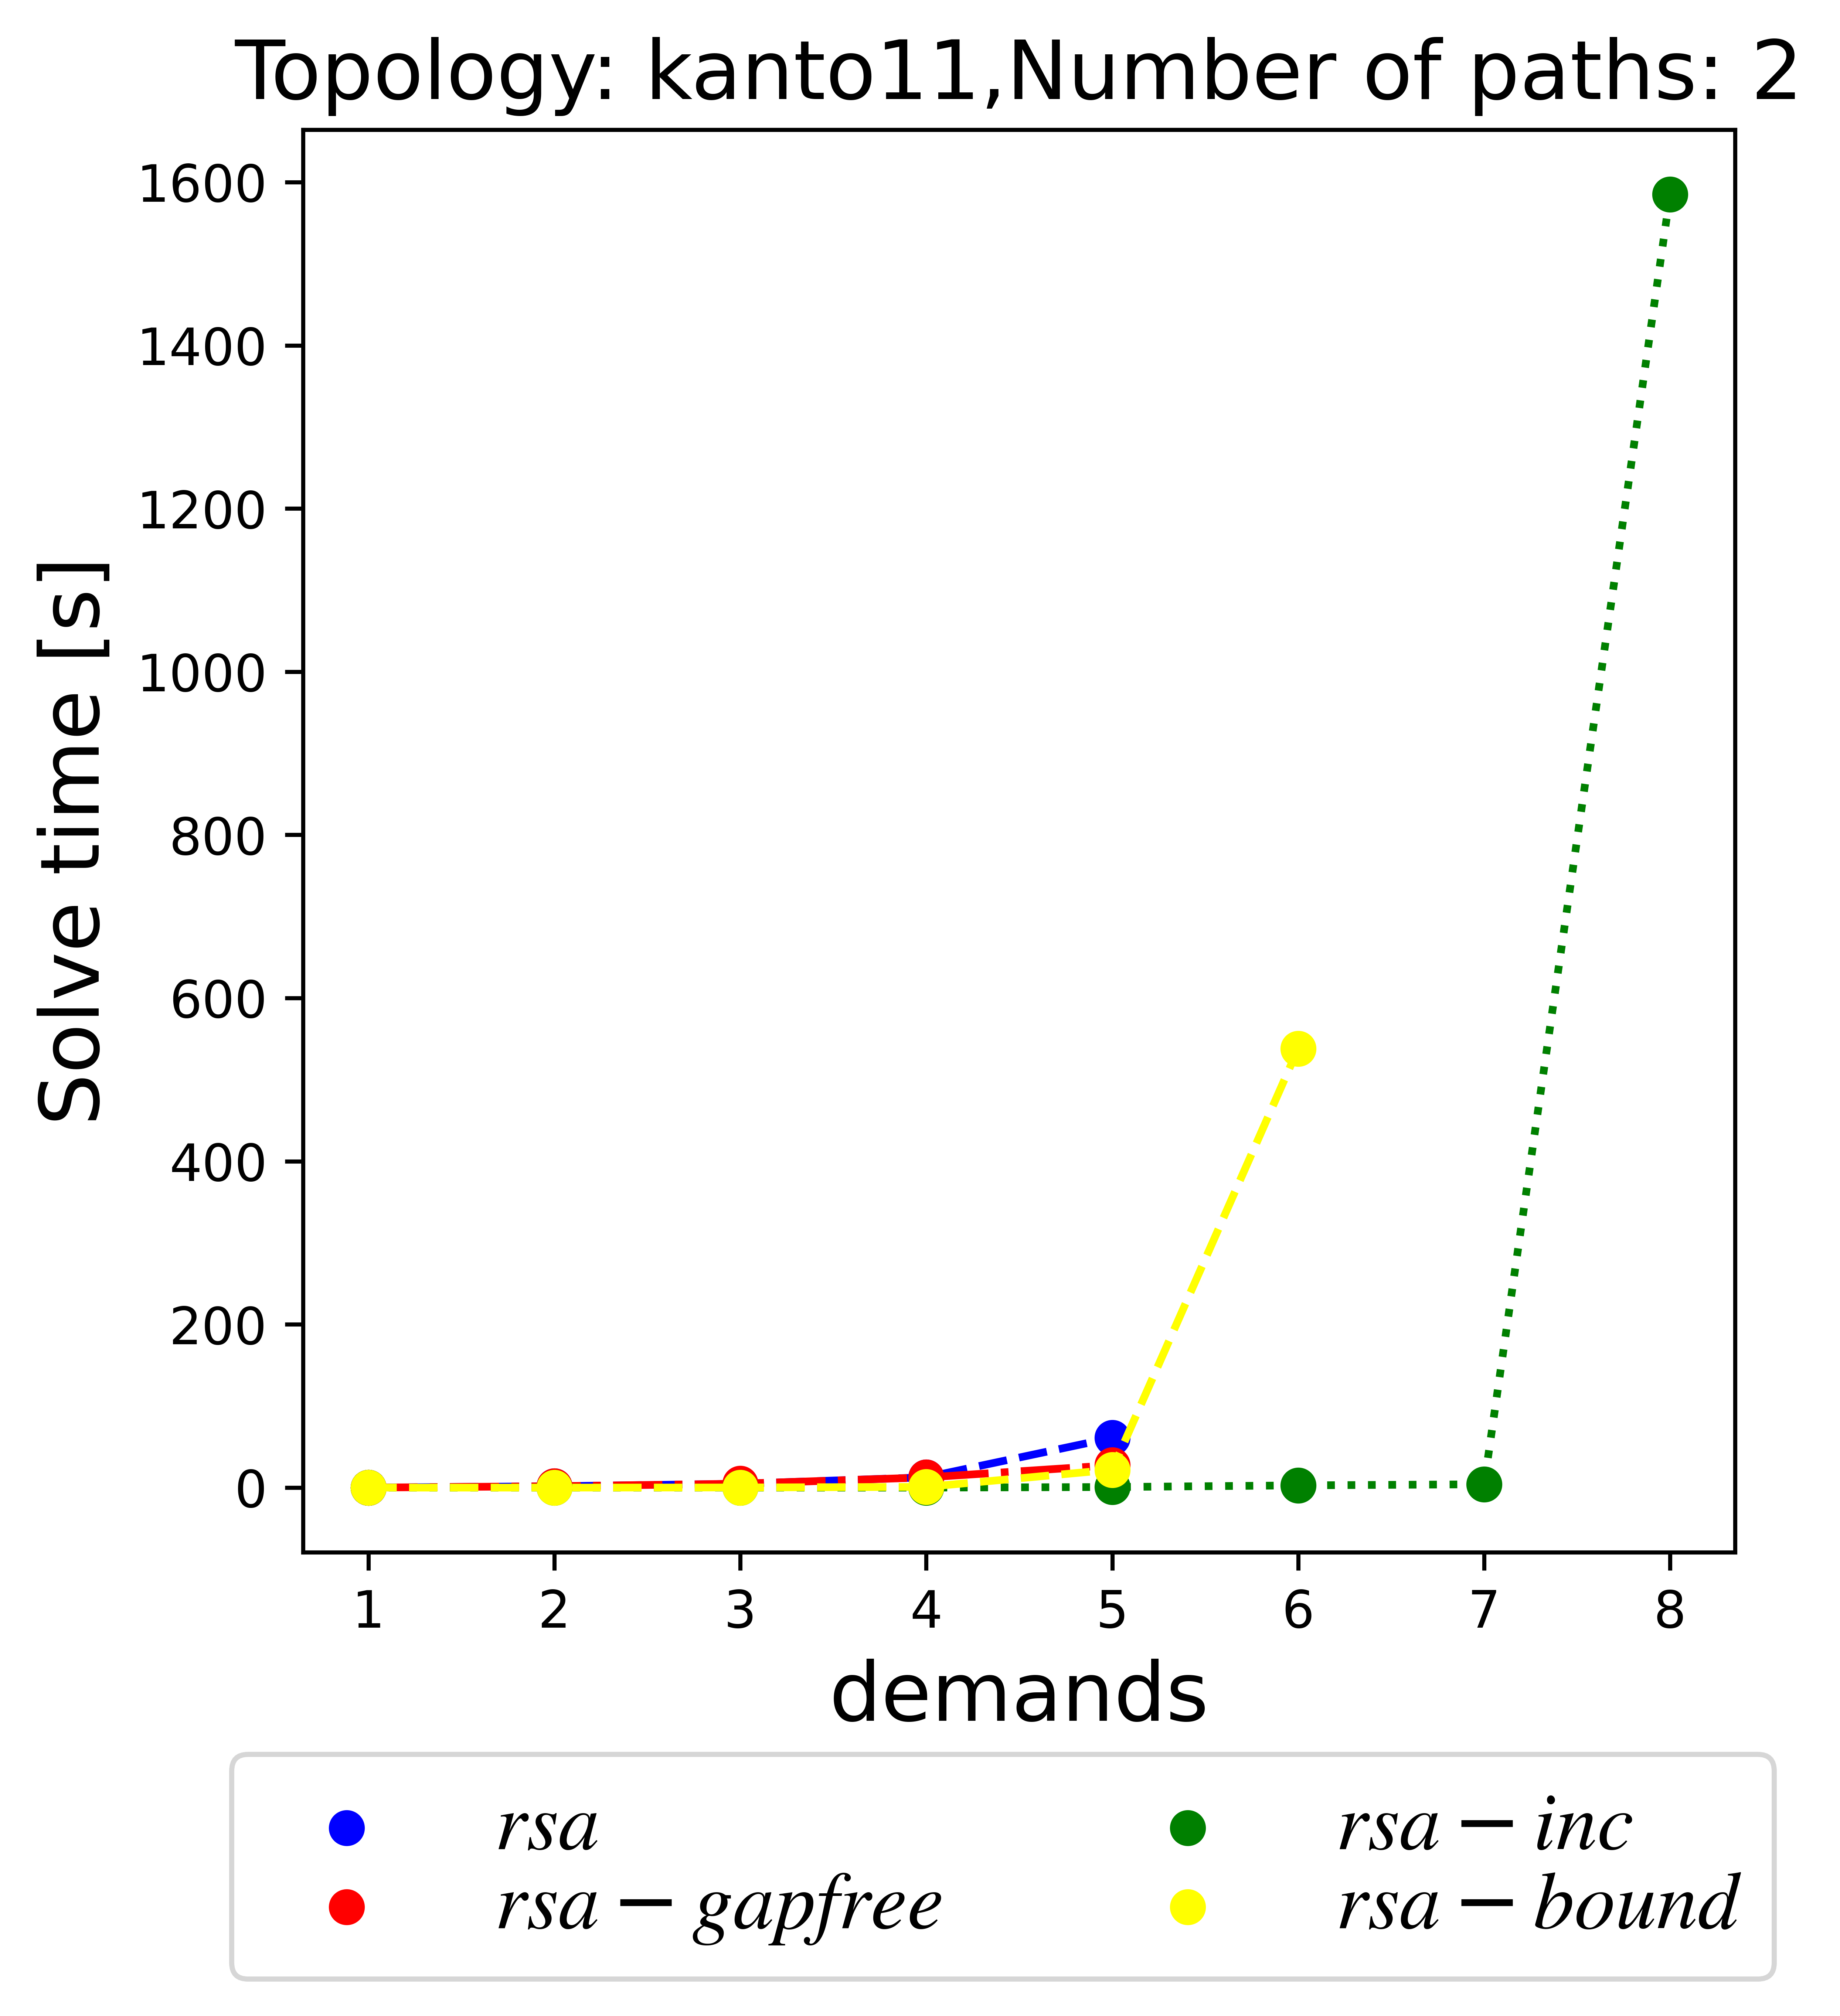 Topology: kanto11,Number of paths: 2
1600
1400
1200
1000
800
600
400
200
0
Solve time [s]
1 2 3 4 5 6 7 8
demands
rsa
rsa − gapfree
rsa − inc
rsa − bound